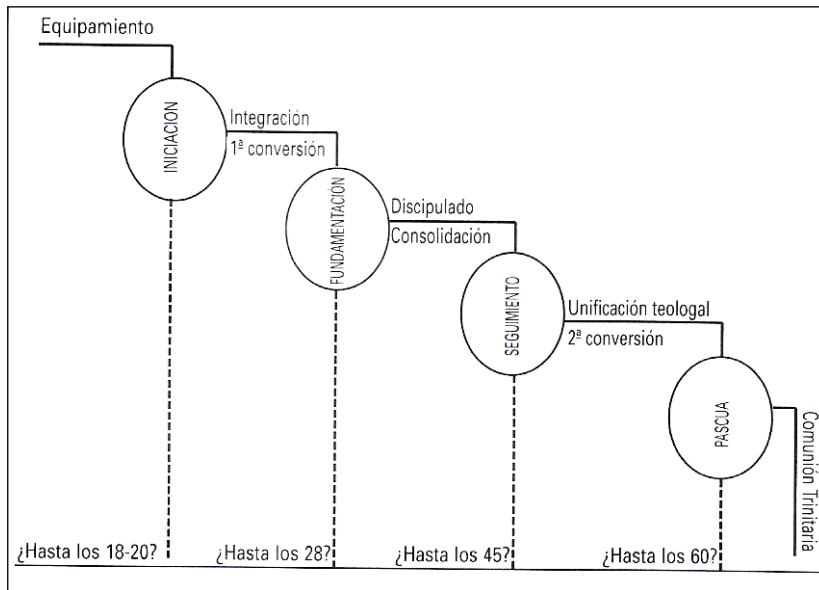 Equipamiento
INICIACION
Integración
1ª conversión
FUNDAMENTACIÓN
Discipulado
Consolidación
SEGUIMIENTO
Unificación teologal
2ª conversión
PASCUA
Comunión Trinitaria
¿Hasta los 18-20?
¿Hasta los 28?
¿Hasta los 45?
¿Hasta los 60?